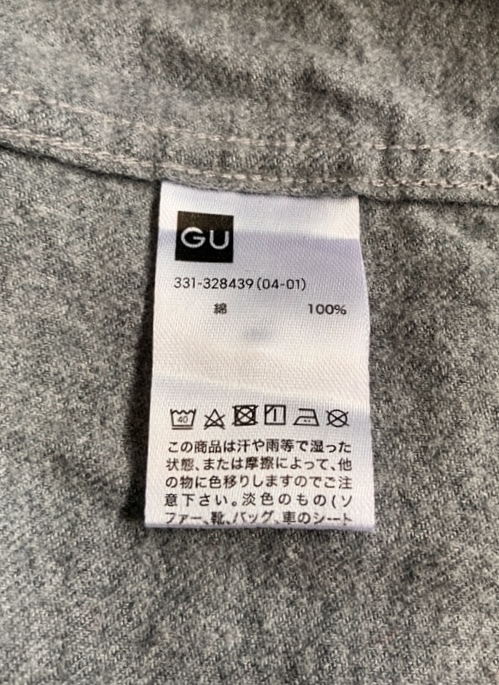 GU
331-328439(04-01)
綿 100%
40
この商品は汗や雨等で湿った
状態、または摩擦によって、他
の物に色移りしますのでご注
意下さい。淡色のもの(ソ
ファー、靴、バッグ、車のシート